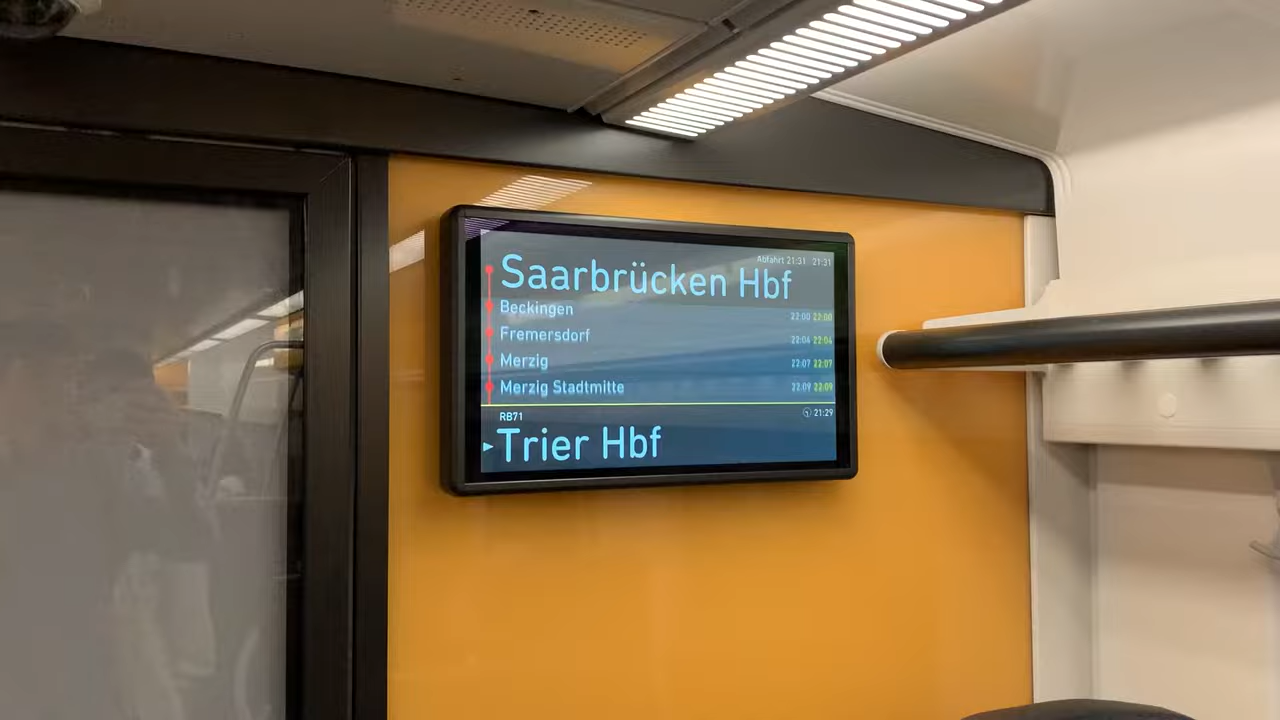 Abfahrt 21:31 21:31
Saarbrücken Hbf
Beckingen 22:00 22:00
Fremersdorf 22:04 22:04
Merzig 22:07 22:07
Merzig Stadtmitte 22:09 22:09
RB71 21:29
Trier Hbf